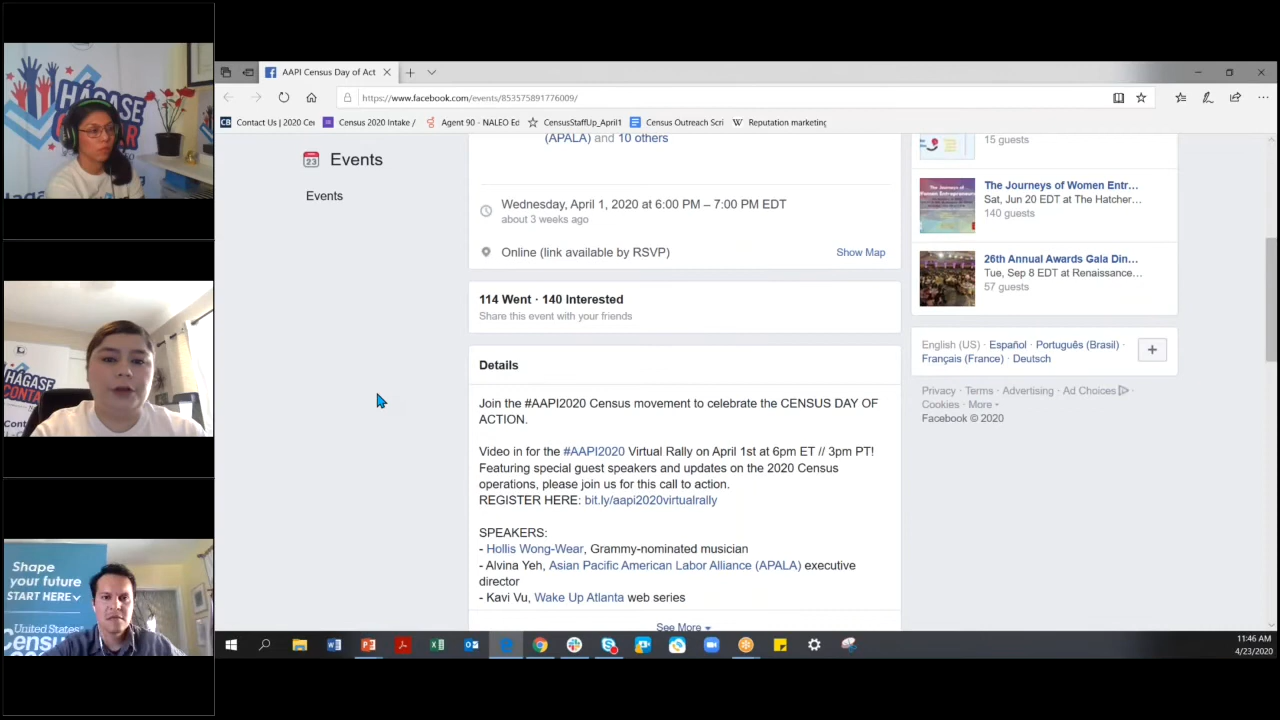 HÁGASE
CONTAR
HÁGASE
CONTA
Shape
your future
START HERE
United States
Census
AAPI Census Day of Act
https://www.facebook.com/events/853575891776009/
Contact Us | 2020 Cen
Census 2020 Intake /
Agent 90 - NALEO Ed
CensusStaffUp_April1
Census Outreach Scri
Reputation marketing
23
Events
Events
(APALA) and 10 others
Wednesday, April 1, 2020 at 6:00 PM – 7:00 PM EDT
about 3 weeks ago
Online (link available by RSVP)
Show Map
114 Went · 140 Interested
Share this event with your friends
Details
Join the #AAPI2020 Census movement to celebrate the CENSUS DAY OF
ACTION.
Video in for the #AAPI2020 Virtual Rally on April 1st at 6pm ET // 3pm PT!
Featuring special guest speakers and updates on the 2020 Census
operations, please join us for this call to action.
REGISTER HERE: bit.ly/aapi2020virtualrally
SPEAKERS:
- Hollis Wong-Wear, Grammy-nominated musician
- Alvina Yeh, Asian Pacific American Labor Alliance (APALA) executive
director
- Kavi Vu, Wake Up Atlanta web series
See More
15 guests
The Journeys of Women Entr...
Sat, Jun 20 EDT at The Hatcher...
140 guests
26th Annual Awards Gala Din...
Tue, Sep 8 EDT at Renaissance...
57 guests
English (US) · Español · Português (Brasil) ·
Français (France) · Deutsch
Privacy · Terms · Advertising · Ad Choices ·
Cookies · More
Facebook © 2020
11:46 AM
4/23/2020